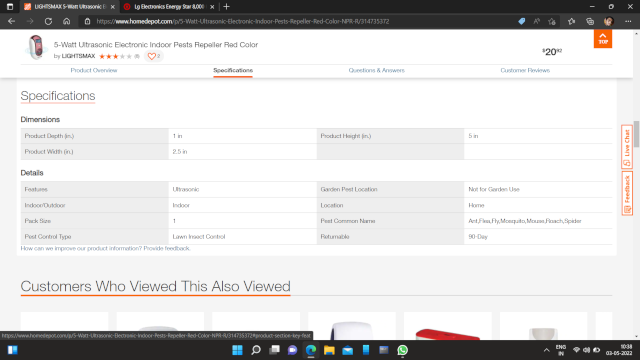 LIGHTSMAX 5-Watt Ultrasonic E
Lg Electronics Energy Star 8,000
https://www.homedepot.com/p/5-Watt-Ultrasonic-Electronic-Indoor-Pests-Repeller-Red-Color-NPR-R/314735372
5-Watt Ultrasonic Electronic Indoor Pests Repeller Red Color
by LIGHTSMAX
2
$20
TOP
Product Overview
Specifications
Questions & Answers
Customer Reviews
Specifications
Dimensions
Product Depth (in.) 1 in Product Height (in.) 5 in
Product Width (in.) 2.5 in
Details
Features Ultrasonic Garden Pest Location Not for Garden Use
Indoor/Outdoor Indoor Location Home
Pack Size 1 Pest Common Name Ant,Flea,Fly,Mosquito,Mouse,Roach,Spider
Pest Control Type Lawn Insect Control Returnable 90-Day
How can we improve our product information? Provide feedback.
Live Chat
Feedback
Customers Who Viewed This Also Viewed
https://www.homedepot.com/p/5-Watt-Ultrasonic-Electronic-Indoor-Pests-Repeller-Red-Color-NPR-R/314735372#product-section-key-feat
ENG
IN
10:38
03-05-2022